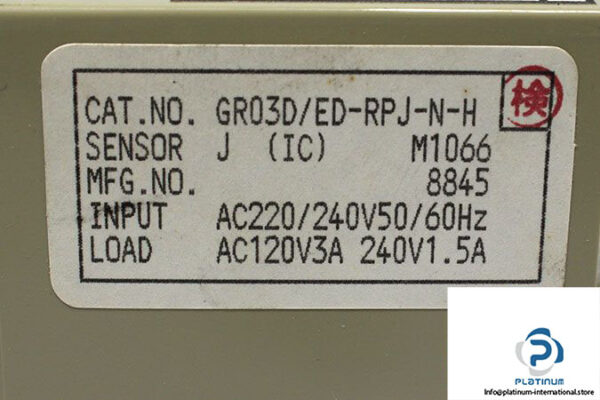 CAT.NO. GR03D/ED-RPJ-N-H 検
SENSOR J (IC) M1066
MFG.NO. 8845
INPUT AC220/240V50/60Hz
LOAD AC120V3A 240V1.5A
PLATINUM
Info@platinum-international.store